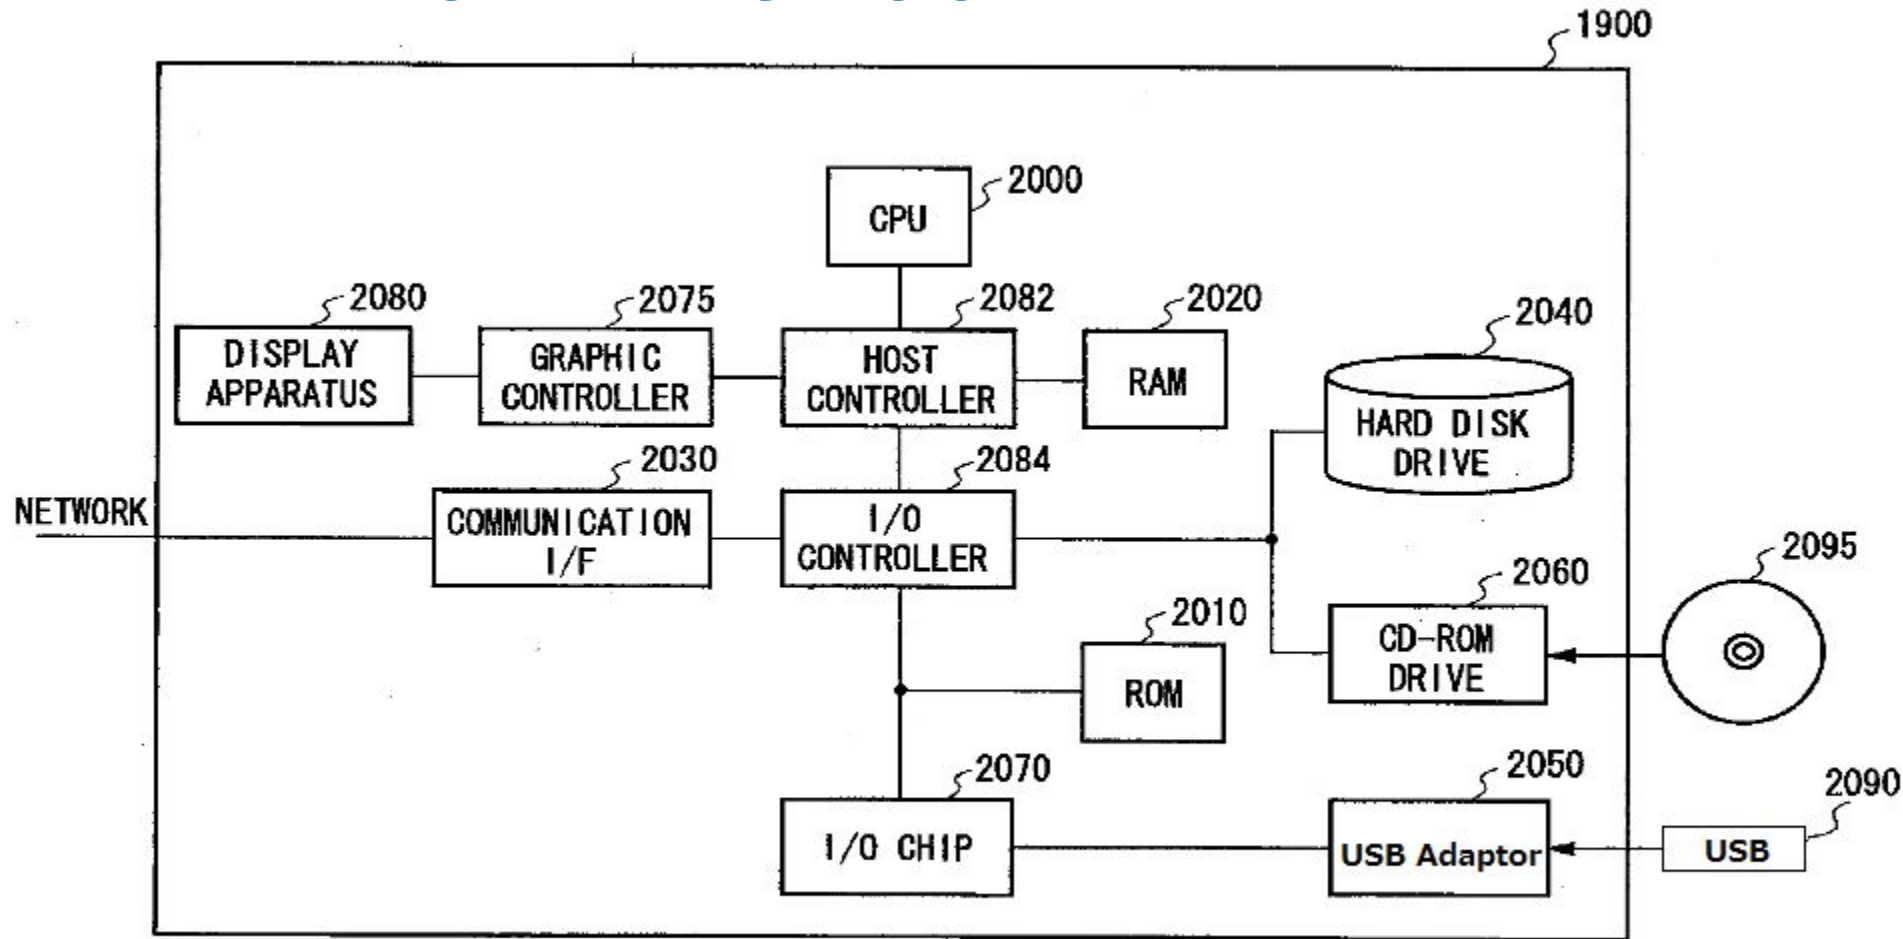 1900
2000
CPU
2080
2075
2082
2020
2040
DISPLAY
APPARATUS
GRAPHIC
CONTROLLER
HOST
CONTROLLER
RAM
HARD DISK
DRIVE
2030
2084
NETWORK
COMMUNICATION
I/F
I/O
CONTROLLER
2095
2060
2010
CD-ROM
DRIVE
ROM
2070
2050
2090
I/O CHIP
USB Adaptor
USB